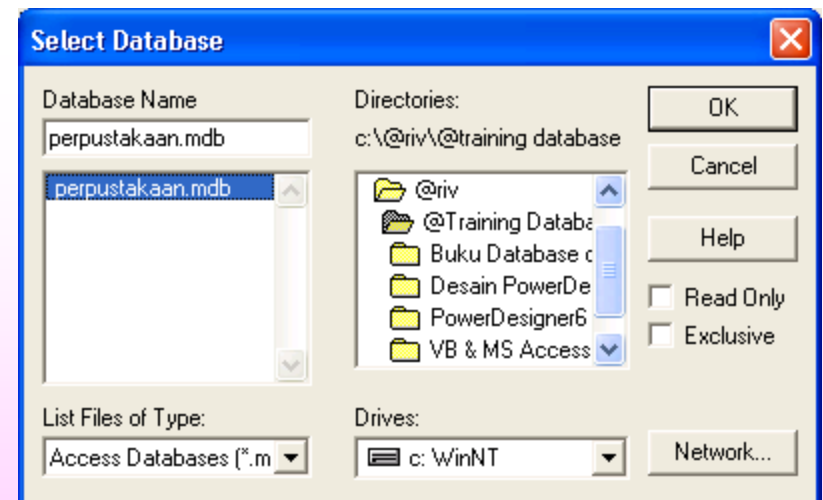 Select Database
Database Name
perpustakaan.mdb
perpustakaan.mdb
List Files of Type:
Access Databases (*.m
Directories:
c:\@riv\@training database
@riv
@Training Databa
Buku Database
Desain PowerDe
PowerDesigner6
VB & MS Access
Drives:
c: WinNT
OK
Cancel
Help
Read Only
Exclusive
Network...